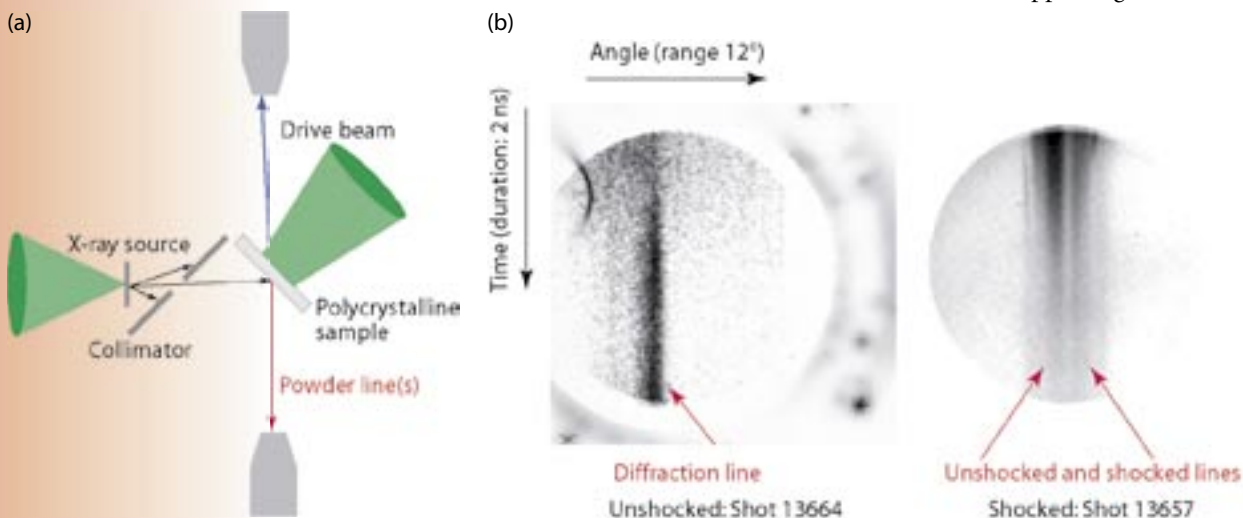 (a)
Drive beam
X-ray source
Collimator
Polycrystalline
sample
Powder line(s)
(b)
Angle (range 12°)
Time (duration: 2 ns)
Diffraction line
Unshocked: Shot 13664
Unshocked and shocked lines
Shocked: Shot 13657